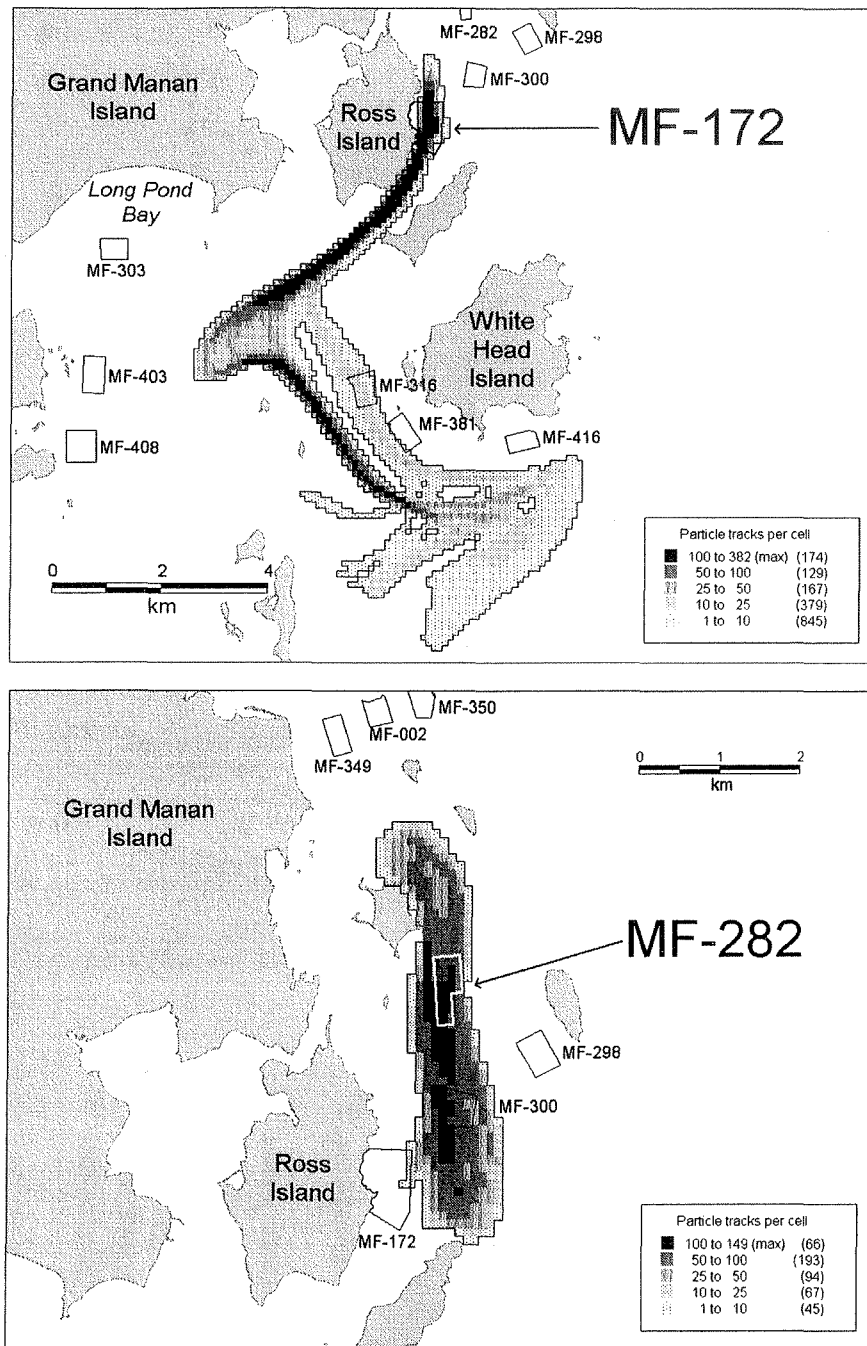 MF-282
MF-298
Grand Manan
Island
MF-300
Ross
Island
MF-172
Long Pond
Bay
MF-303
White
Head
Island
MF-403
MF-316
MF-381
MF-408
MF-416
Particle tracks per cell
100 to 382 (max) (174)
50 to 100 (129)
25 to 50 (167)
10 to 25 (379)
1 to 10 (845)
0 2 4
km
MF-350
MF-002
MF-349
0 1 2
km
Grand Manan
Island
MF-282
MF-298
MF-300
Ross
Island
MF-172
Particle tracks per cell
100 to 149 (max) (66)
50 to 100 (193)
25 to 50 (94)
10 to 25 (67)
1 to 10 (45)